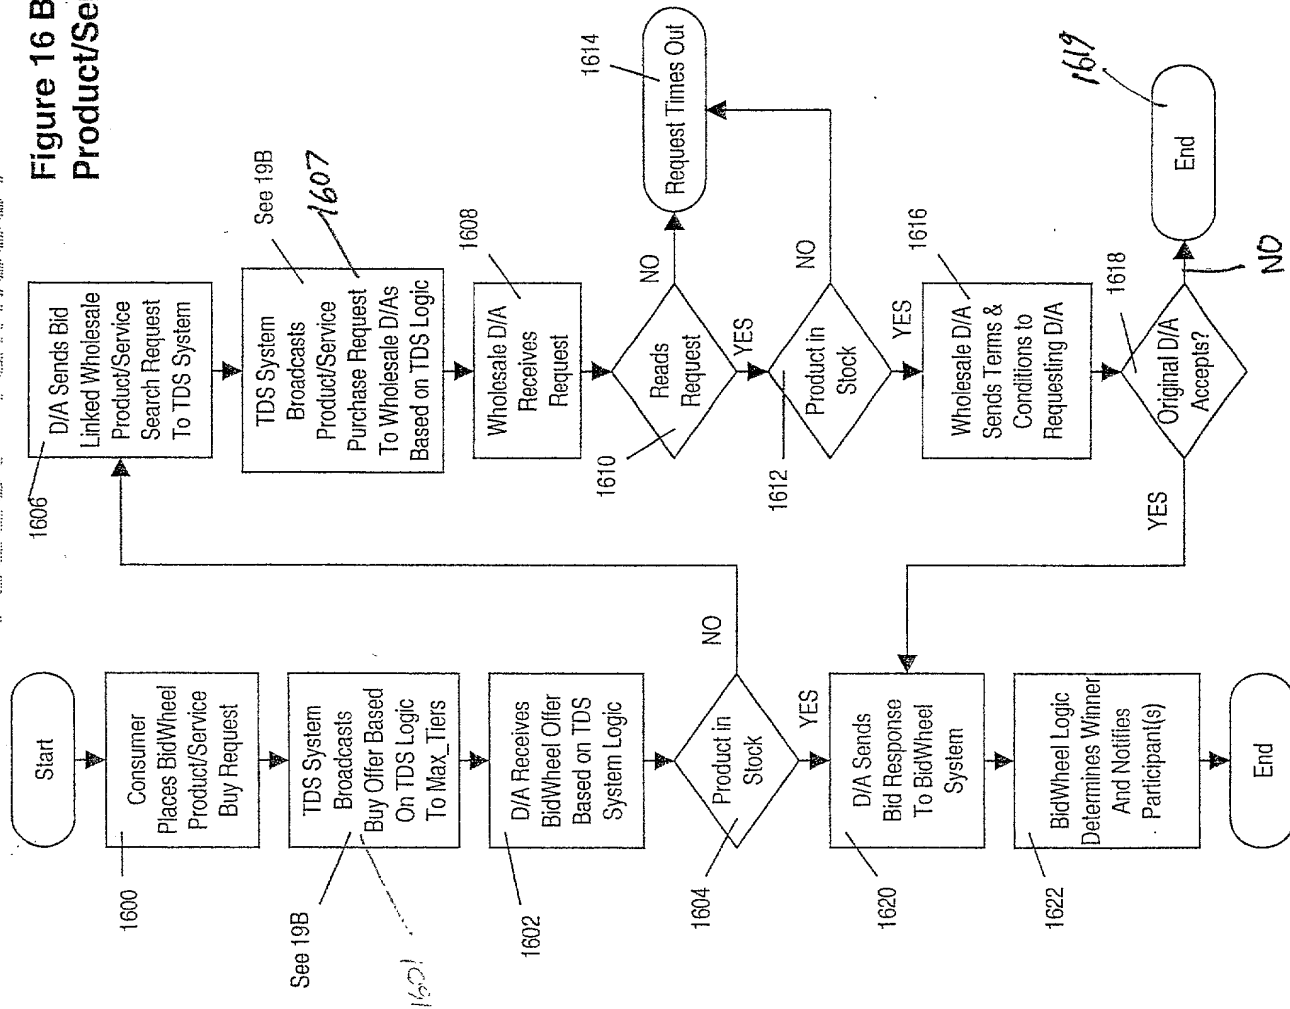 Figure 16 B
Product/Se
Start
1600
Consumer
Places BidWheel
Product/Service
Buy Request
See 19B
1601
TDS System
Broadcasts
Buy Offer Based
On TDS Logic
To Max_Tiers
1602
D/A Receives
BidWheel Offer
Based on TDS
System Logic
1604
Product in
Stock
NO
YES
1606
D/A Sends Bid
Linked Wholesale
Product/Service
Search Request
To TDS System
See 19B
1607
TDS System
Broadcasts
Product/Service
Purchase Request
To Wholesale D/As
Based on TDS Logic
1608
Wholesale D/A
Receives
Request
1610
Reads
Request
NO
YES
1612
Product in
Stock
NO
YES
1614
Request Times Out
1616
Wholesale D/A
Sends Terms &
Conditions to
Requesting D/A
1618
Original D/A
Accepts?
YES
NO
1619
End
1620
D/A Sends
Bid Response
To BidWheel
System
1622
BidWheel Logic
Determines Winner
And Notifies
Participant(s)
End